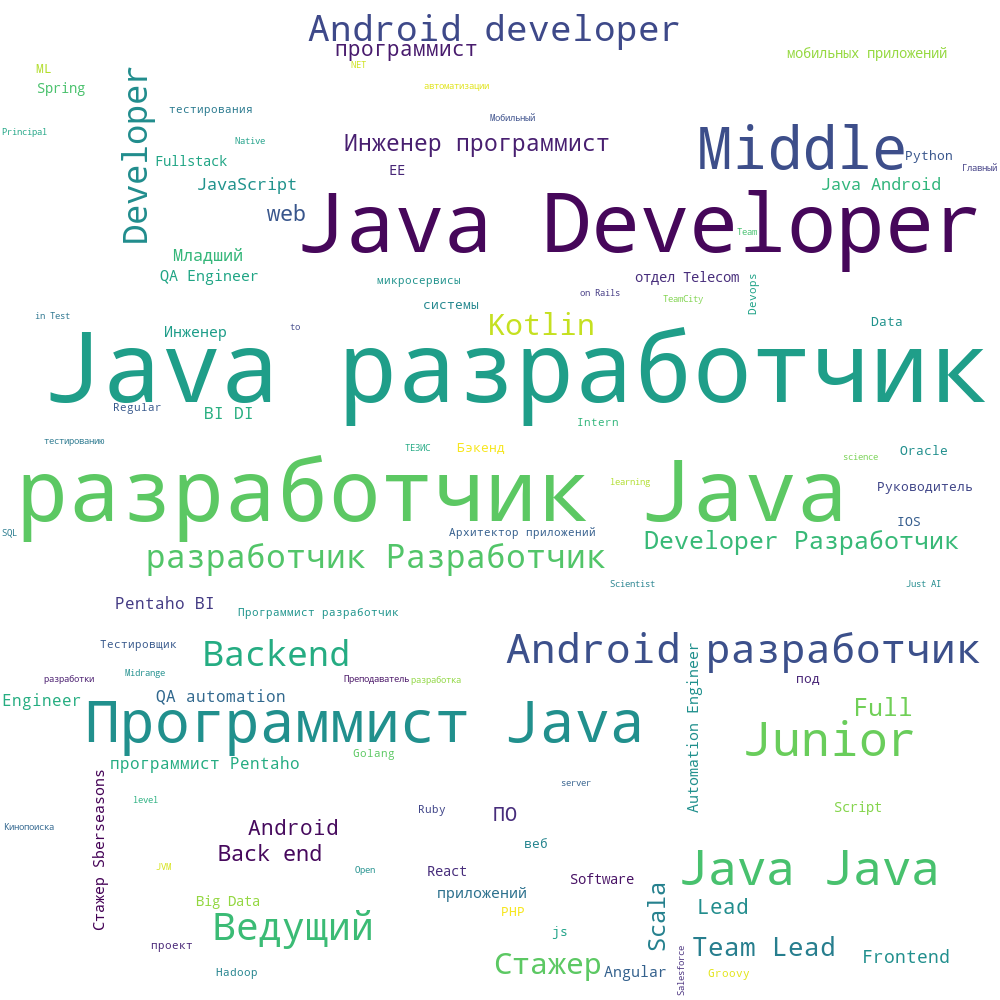 Android developer
программист
мобильных приложений
NET
ML
Spring
автоматизации
Developer
тестирования
Мобильный
Principal
Native
Инженер программист
Middle
Python
Fullstack
EE
Главный
JavaScript
Java Android
web
Java Developer
Team
Младший
QA Engineer
микросервисы
отдел Telecom
Devops
on Rails
TeamCity
системы
in Test
to
Kotlin
Data
Инженер
Java разработчик
Regular
BI DI
Intern
тестированию
ТЕЗИС
Бэкенд
Oracle
science
learning
Руководитель
разработчик Java
IOS
SQL
Архитектор приложений
Developer Разработчик
разработчик Разработчик
Scientist
Just AI
Pentaho BI
Программист разработчик
Тестировщик
Backend
Android разработчик
Midrange
разработки
Преподаватель
разработка
под
Engineer
QA automation
Automation Engineer
Full
Программист Java
Junior
Golang
программист Pentaho
server
Стажер Sberseasons
level
Ruby
ПО
Script
Кинопоиска
Android
веб
Back end
JVM
Open
React
Software
Java Java
приложений
Big Data
PHP
Scala
Lead
Ведущий
js
проект
Team Lead
Frontend
Стажер
Hadoop
Angular
Salesforce
Groovy